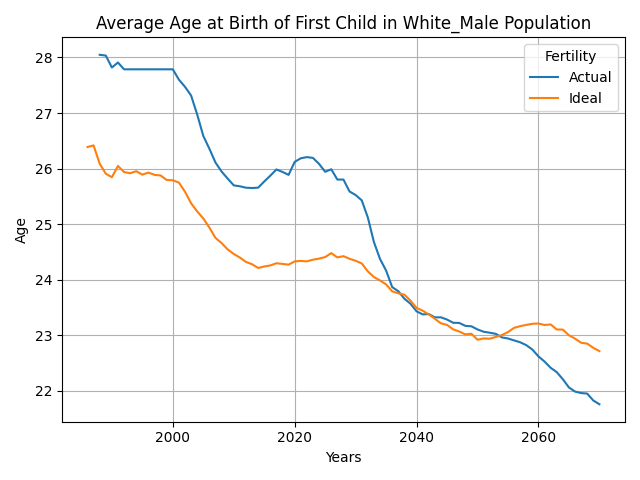 Average Age at Birth of First Child in White_Male Population
Fertility
Actual
Ideal
28
27
26
25
24
23
22
Age
2000
2020
2040
2060
Years